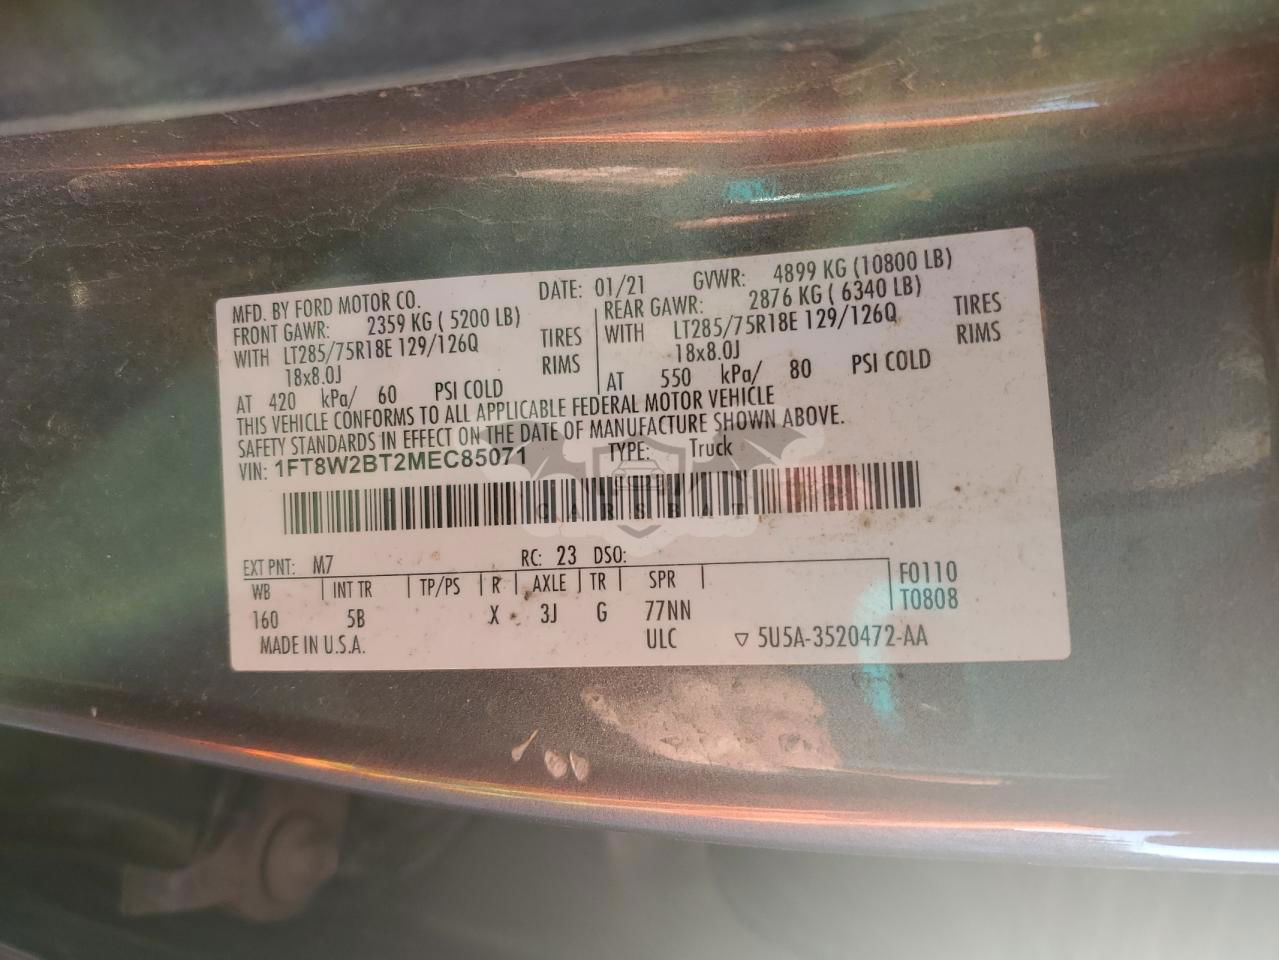 MFD. BY FORD MOTOR CO. DATE: 01/21 GVWR: 4899 KG (10800 LB)
FRONT GAWR: 2359 KG ( 5200 LB) REAR GAWR: 2876 KG ( 6340 LB)
WITH LT285/75R18E 129/126Q TIRES WITH LT285/75R18E 129/126Q TIRES
18x8.0J RIMS 18x8.0J RIMS
AT 420 kPa/ 60 PSI COLD AT 550 kPa/ 80 PSI COLD
THIS VEHICLE CONFORMS TO ALL APPLICABLE FEDERAL MOTOR VEHICLE
SAFETY STANDARDS IN EFFECT ON THE DATE OF MANUFACTURE SHOWN ABOVE.
VIN: 1FT8W2BT2MEC85071 TYPE: Truck
CARSBAT
EXT PNT: M7 RC: 23 DSO:
WB INT TR TP/PS R AXLE TR SPR F0110
160 5B X 3J G 77NN T0808
MADE IN U.S.A. ULC ▽ 5U5A-3520472-AA